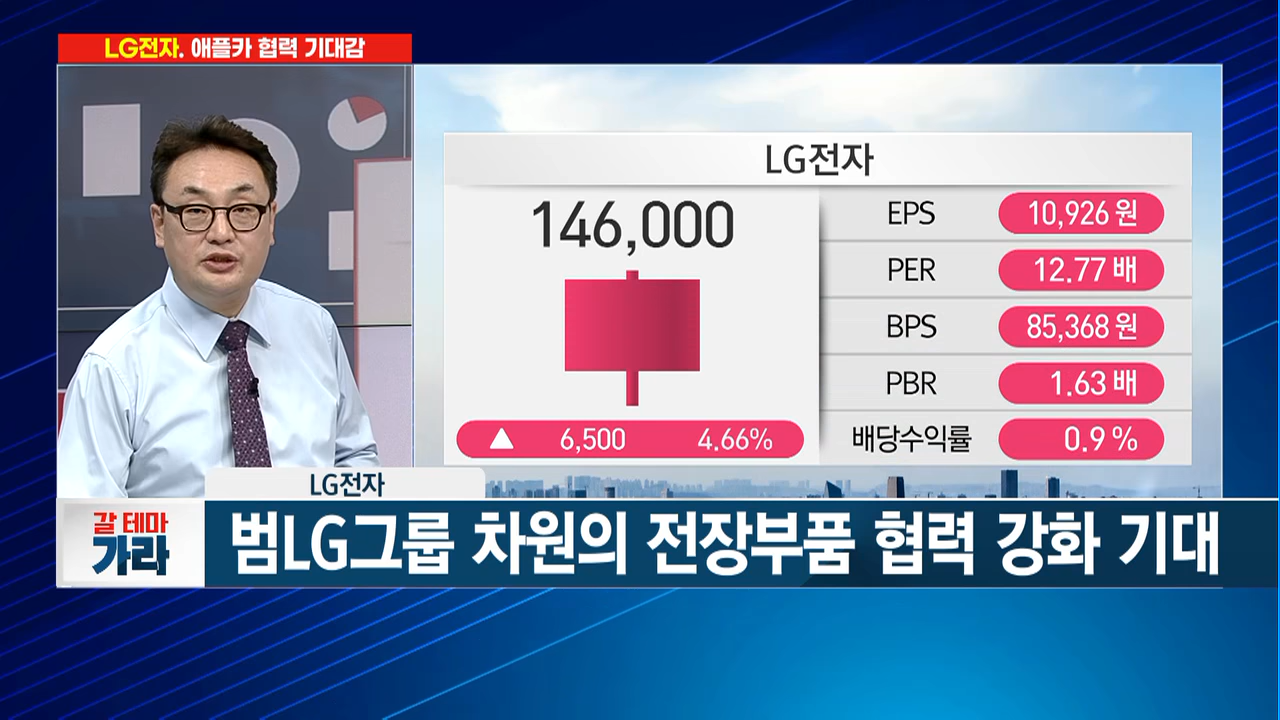 LG전자. 애플카 협력 기대감
LG전자
146,000
▲ 6,500 4.66%
EPS 10,926 원
PER 12.77 배
BPS 85,368 원
PBR 1.63 배
배당수익률 0.9 %
LG전자
갈 테마
가라
범LG그룹 차원의 전장부품 협력 강화 기대